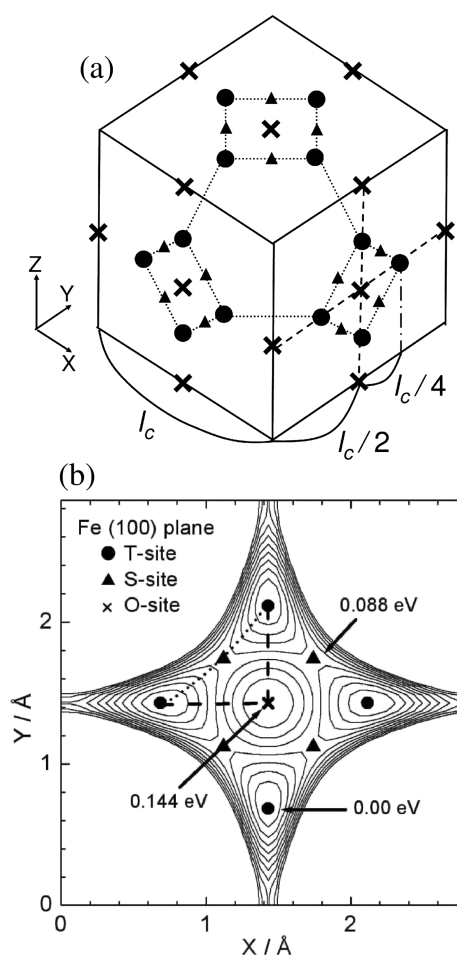 (a)
Z
Y
X
l_c
l_c/2
l_c/4
(b)
Fe (100) plane
● T-site
▲ S-site
× O-site
0.088 eV
0.144 eV
0.00 eV
Y / Å
2
1
0
0 1 2
X / Å